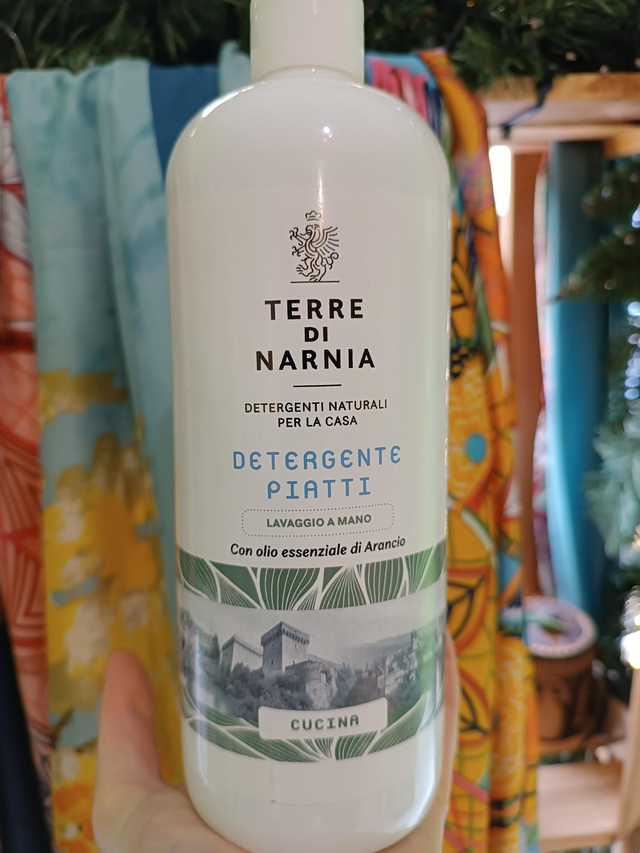 TERRE
DI
NARNIA
DETERGENTI NATURALI
PER LA CASA
DETERGENTE
PIATTI
LAVAGGIO A MANO
Con olio essenziale di Arancio
CUCINA